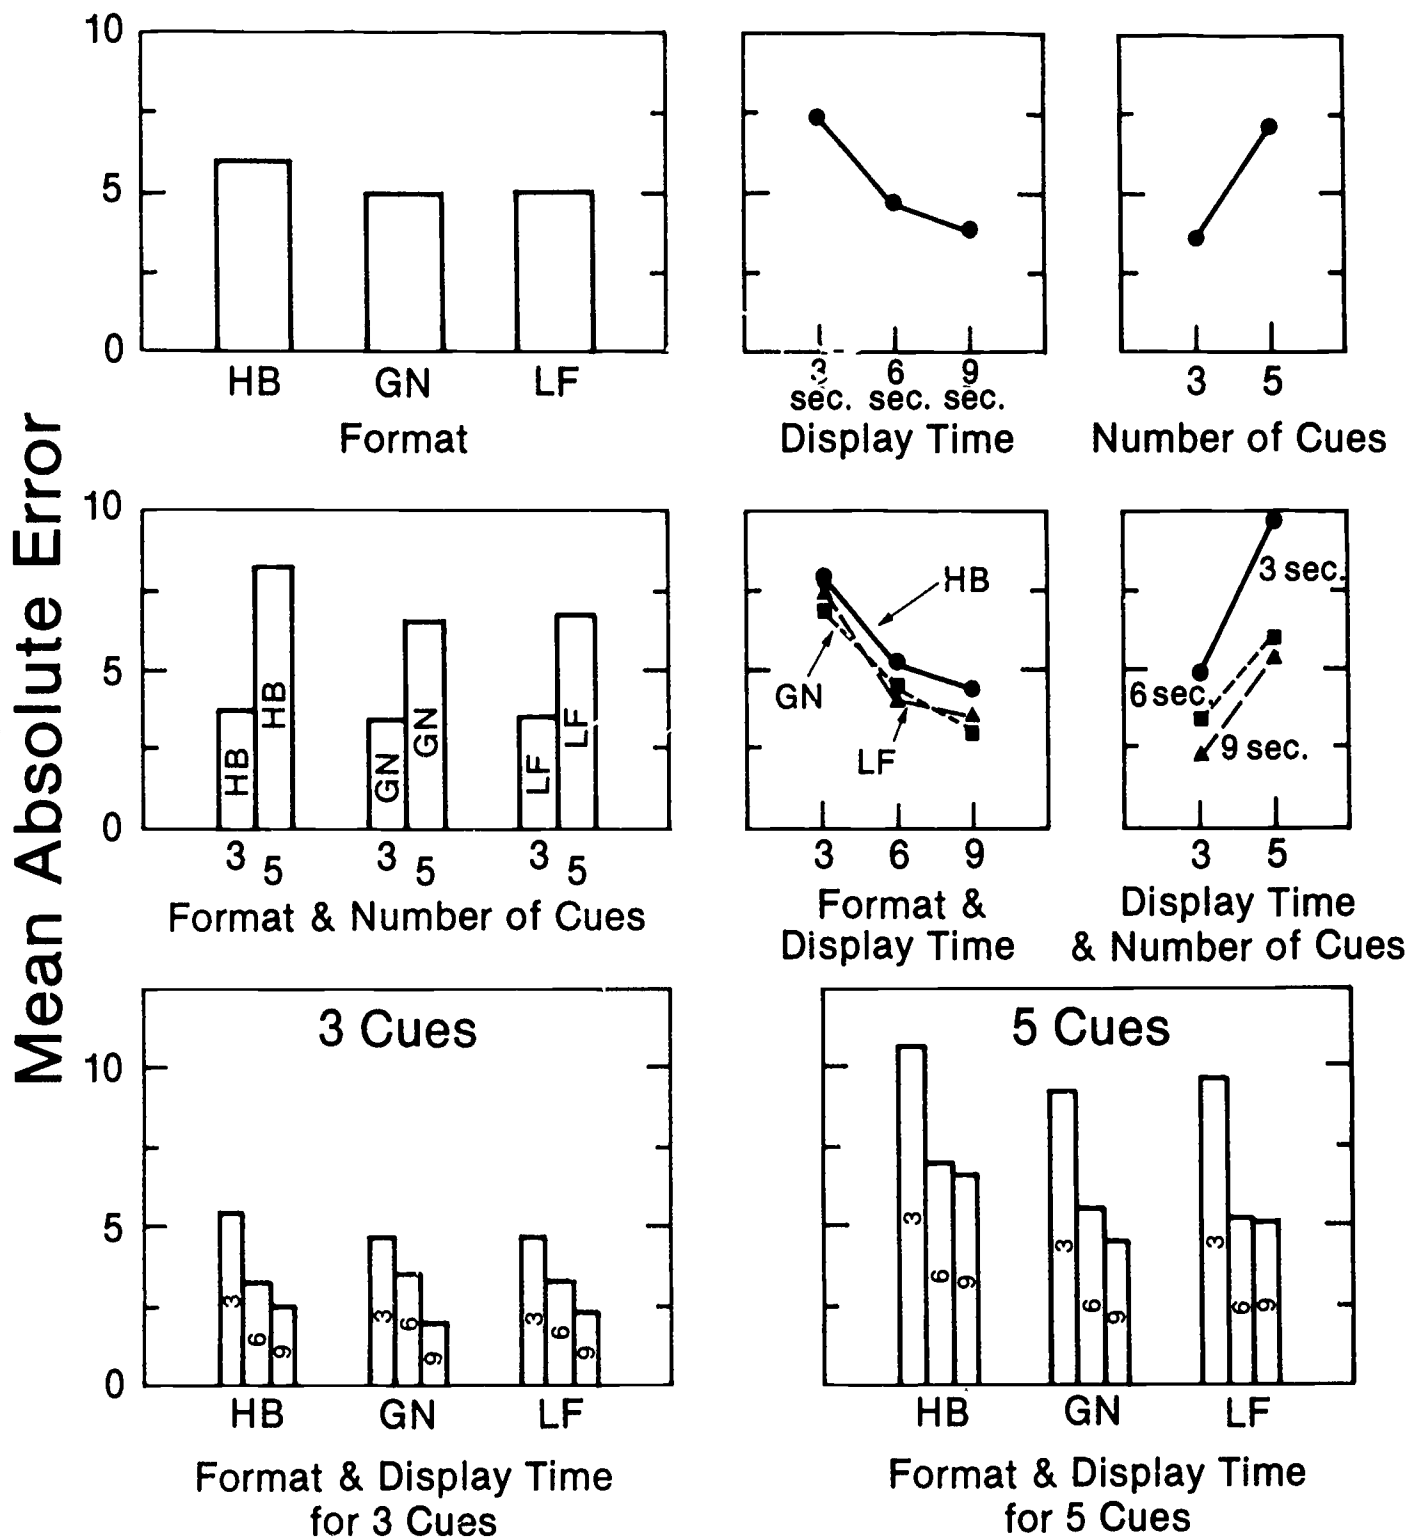 Mean Absolute Error
10
5
0
HB GN LF
Format
3 6 9
sec. sec. sec.
Display Time
3 5
Number of Cues
10
5
0
HB HB GN GN LF LF
3 5 3 5 3 5
Format & Number of Cues
HB
GN
LF
3 6 9
Format &
Display Time
3 sec.
6 sec.
9 sec.
3 5
Display Time
& Number of Cues
3 Cues
10
5
0
3 6 9 3 6 9 3 6 9
HB GN LF
Format & Display Time
for 3 Cues
5 Cues
3 6 9 3 6 9 3 6 9
HB GN LF
Format & Display Time
for 5 Cues